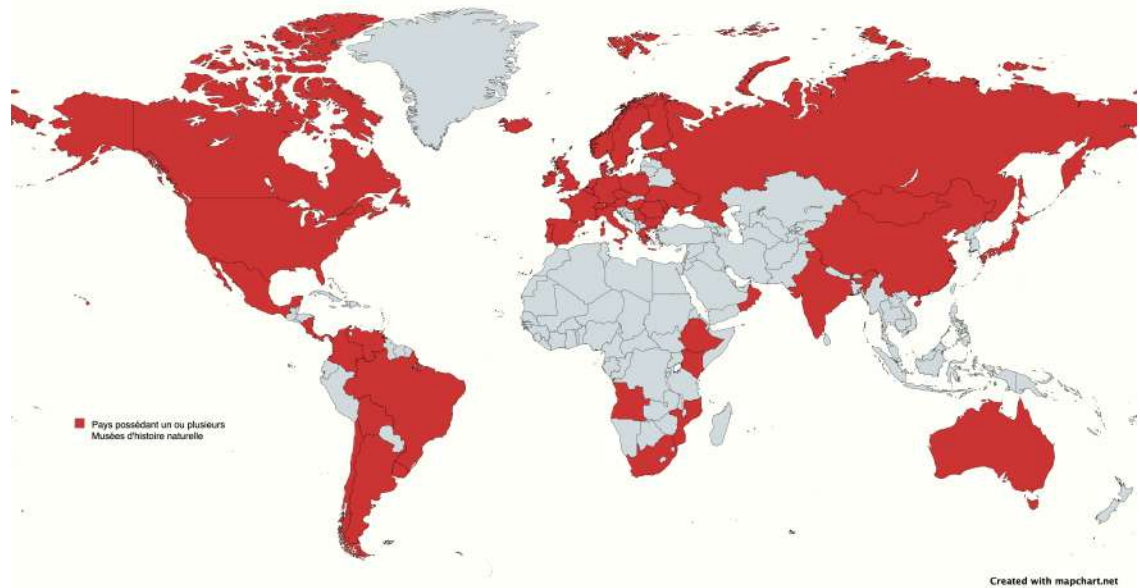 Pays possédant un ou plusieurs
Musées d'histoire naturelle
Created with mapchart.net